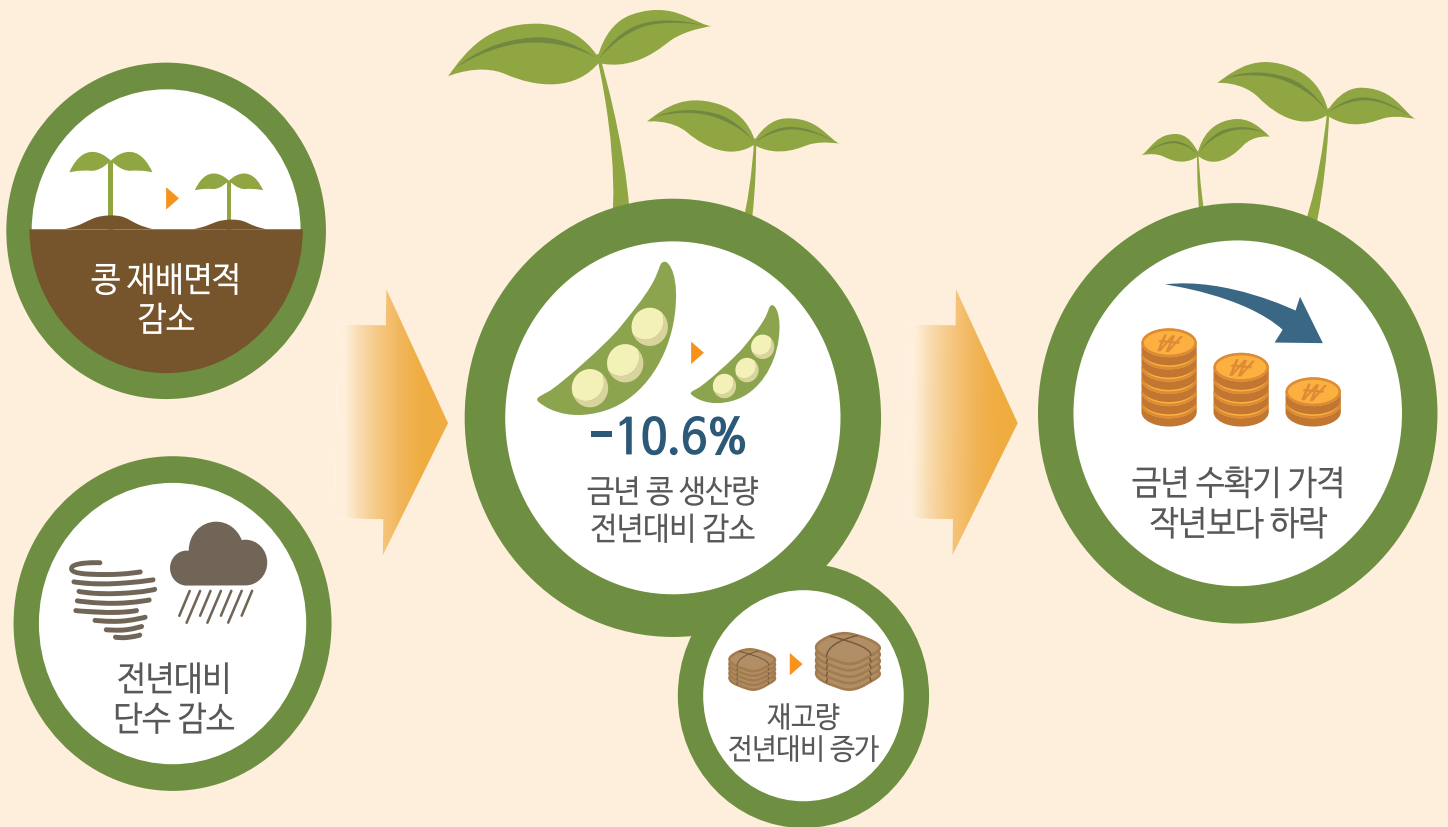 콩 재배면적
감소
전년대비
단수 감소
-10.6%
금년 콩 생산량
전년대비 감소
재고량
전년대비 증가
금년 수확기 가격
작년보다 하락